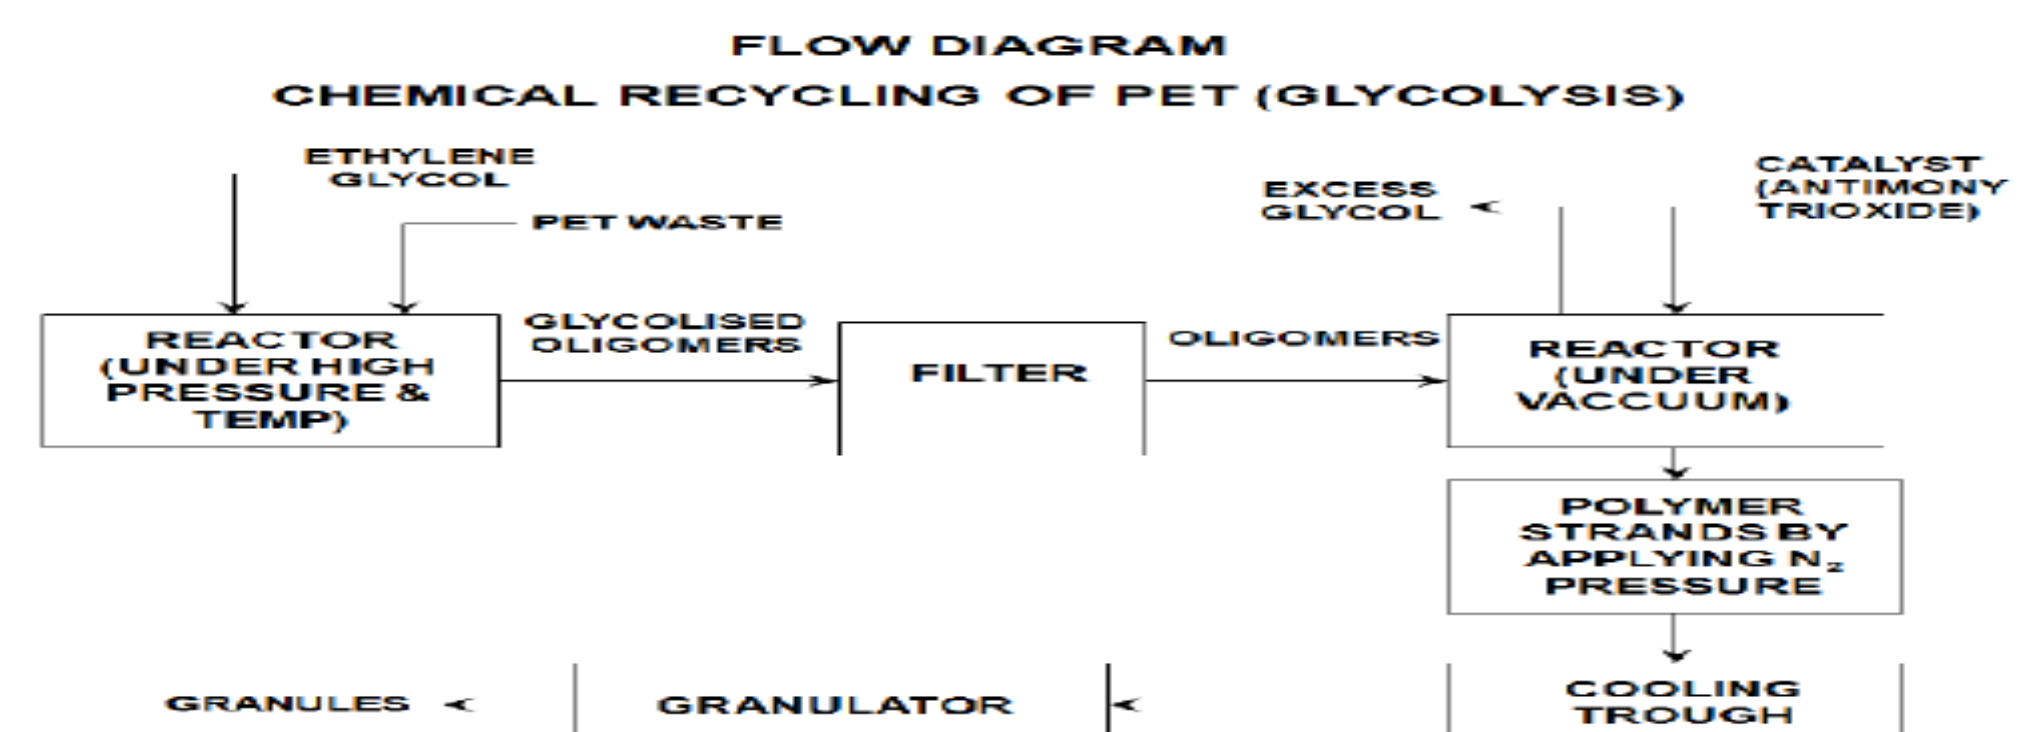 FLOW DIAGRAM
CHEMICAL RECYCLING OF PET (GLYCOLYSIS)
ETHYLENE
GLYCOL
PET WASTE
EXCESS
GLYCOL
CATALYST
(ANTIMONY
TRIOXIDE)
REACTOR
(UNDER HIGH
PRESSURE &
TEMP)
GLYCOLISED
OLIGOMERS
FILTER
OLIGOMERS
REACTOR
(UNDER
VACCUUM)
POLYMER
STRANDS BY
APPLYING N₂
PRESSURE
COOLING
TROUGH
GRANULATOR
GRANULES